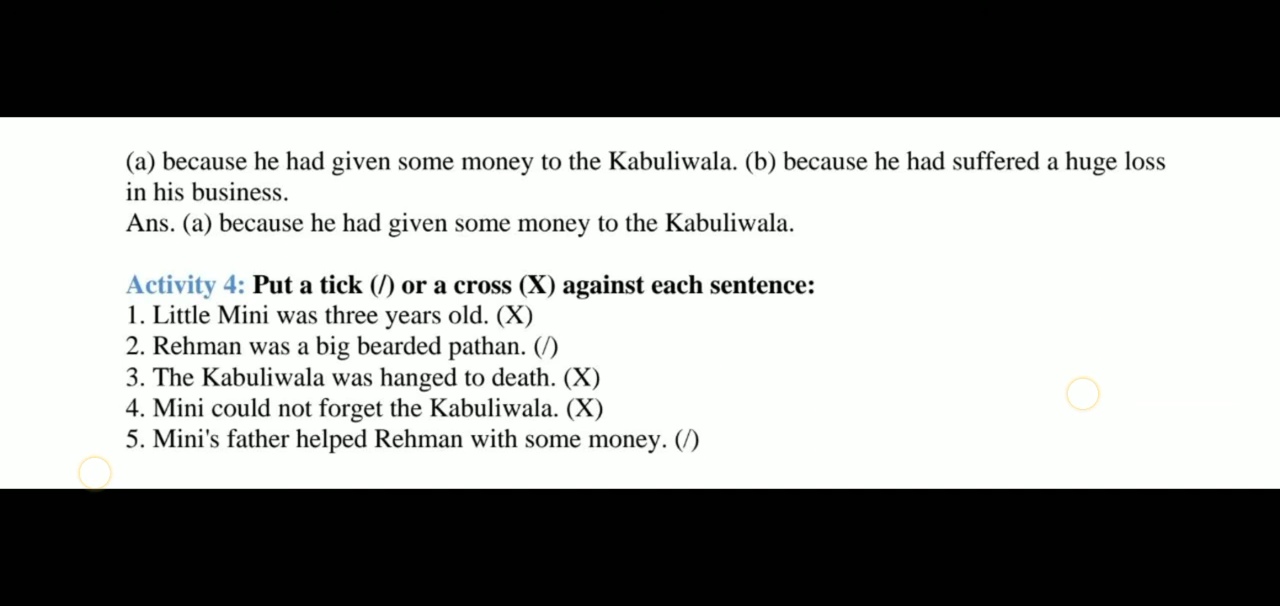 (a) because he had given some money to the Kabuliwala. (b) because he had suffered a huge loss
in his business.
Ans. (a) because he had given some money to the Kabuliwala.
Activity 4: Put a tick (/) or a cross (X) against each sentence:
1. Little Mini was three years old. (X)
2. Rehman was a big bearded pathan. (/)
3. The Kabuliwala was hanged to death. (X)
4. Mini could not forget the Kabuliwala. (X)
5. Mini's father helped Rehman with some money. (/)